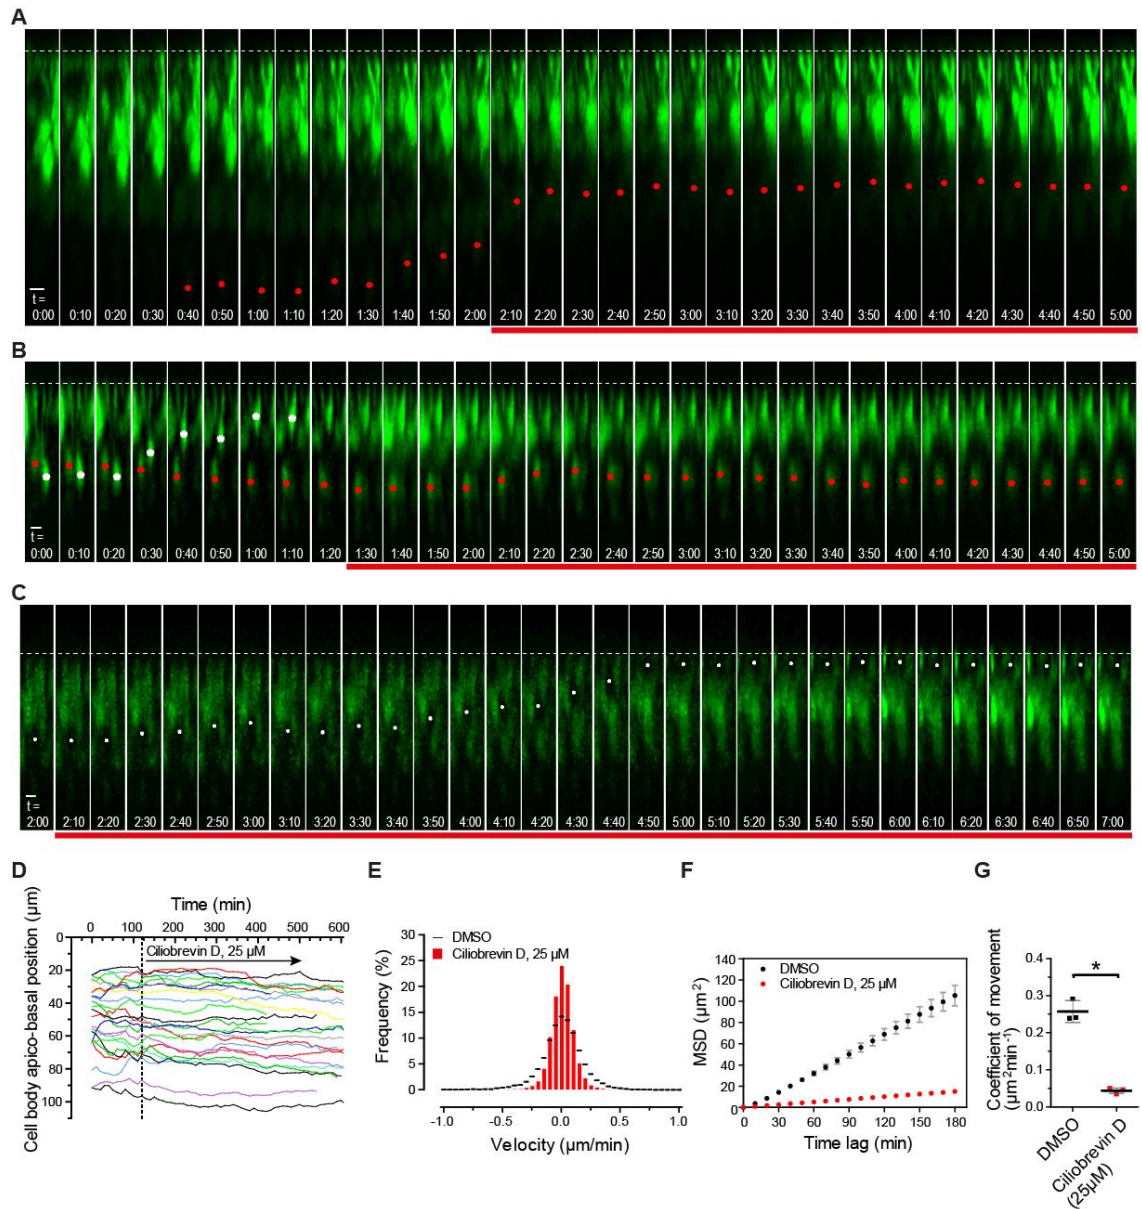 A
t =
0:00 0:10 0:20 0:30 0:40 0:50 1:00 1:10 1:20 1:30 1:40 1:50 2:00 2:10 2:20 2:30 2:40 2:50 3:00 3:10 3:20 3:30 3:40 3:50 4:00 4:10 4:20 4:30 4:40 4:50 5:00
B
t =
0:00 0:10 0:20 0:30 0:40 0:50 1:00 1:10 1:20 1:30 1:40 1:50 2:00 2:10 2:20 2:30 2:40 2:50 3:00 3:10 3:20 3:30 3:40 3:50 4:00 4:10 4:20 4:30 4:40 4:50 5:00
C
t =
2:00 2:10 2:20 2:30 2:40 2:50 3:00 3:10 3:20 3:30 3:40 3:50 4:00 4:10 4:20 4:30 4:40 4:50 5:00 5:10 5:20 5:30 5:40 5:50 6:00 6:10 6:20 6:30 6:40 6:50 7:00
D
Time (min)
0 100 200 300 400 500 600
Ciliobrevin D, 25 µM
Cell body apico-basal position (µm)
0
20
40
60
80
100
E
DMSO
Ciliobrevin D, 25 µM
Frequency (%)
30
25
20
15
10
5
0
-1.0 -0.5 0.0 0.5 1.0
Velocity (µm/min)
F
DMSO
Ciliobrevin D, 25 µM
MSD (µm²)
140
120
100
80
60
40
20
0
0 30 60 90 120 150 180
Time lag (min)
G
*
Coefficient of movement
(µm²min⁻¹)
0.4
0.3
0.2
0.1
0.0
DMSO
Ciliobrevin D
(25µM)